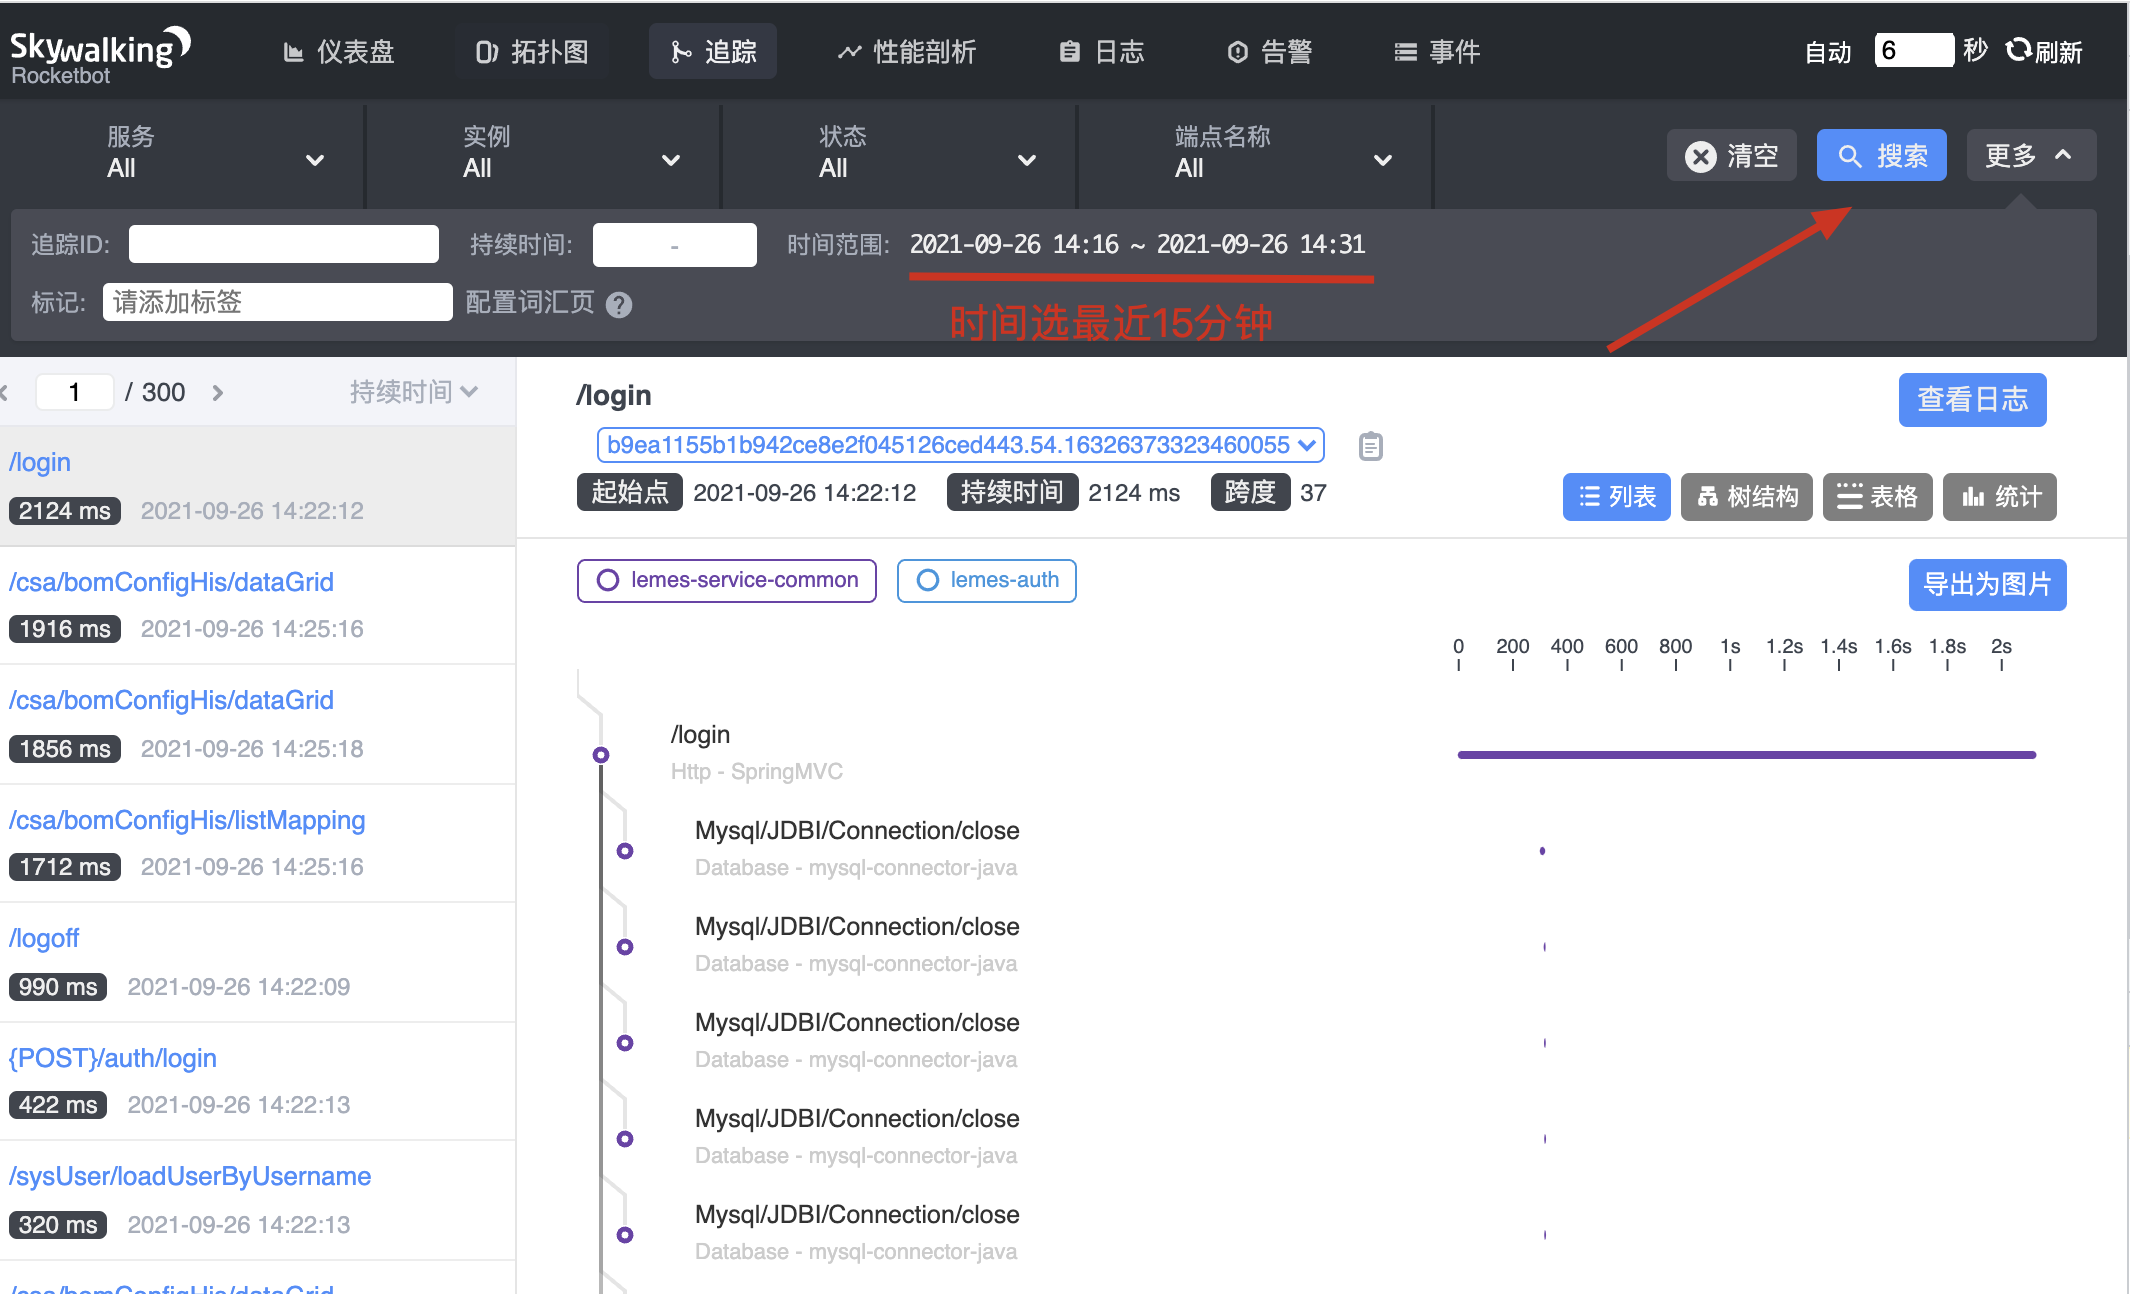 Skywalking
Rocketbot
仪表盘
拓扑图
追踪
性能剖析
日志
告警
事件
自动 6 秒 刷新
服务
All
实例
All
状态
All
端点名称
All
清空
搜索
更多
追踪ID:
持续时间: -
时间范围: 2021-09-26 14:16 ~ 2021-09-26 14:31
标记: 请添加标签 配置词汇页 ?
时间选最近15分钟
1 / 300
持续时间
/login
2124 ms 2021-09-26 14:22:12
/csa/bomConfigHis/dataGrid
1916 ms 2021-09-26 14:25:16
/csa/bomConfigHis/dataGrid
1856 ms 2021-09-26 14:25:18
/csa/bomConfigHis/listMapping
1712 ms 2021-09-26 14:25:16
/logoff
990 ms 2021-09-26 14:22:09
{POST}/auth/login
422 ms 2021-09-26 14:22:13
/sysUser/loadUserByUsername
320 ms 2021-09-26 14:22:13
/csa/bomConfigHis/dataGrid
/login
查看日志
b9ea1155b1b942ce8e2f045126ced443.54.16326373323460055
起始点 2021-09-26 14:22:12 持续时间 2124 ms 跨度 37
列表
树结构
表格
统计
lemes-service-common
lemes-auth
导出为图片
0 200 400 600 800 1s 1.2s 1.4s 1.6s 1.8s 2s
/login
Http - SpringMVC
Mysql/JDBI/Connection/close
Database - mysql-connector-java
Mysql/JDBI/Connection/close
Database - mysql-connector-java
Mysql/JDBI/Connection/close
Database - mysql-connector-java
Mysql/JDBI/Connection/close
Database - mysql-connector-java
Mysql/JDBI/Connection/close
Database - mysql-connector-java